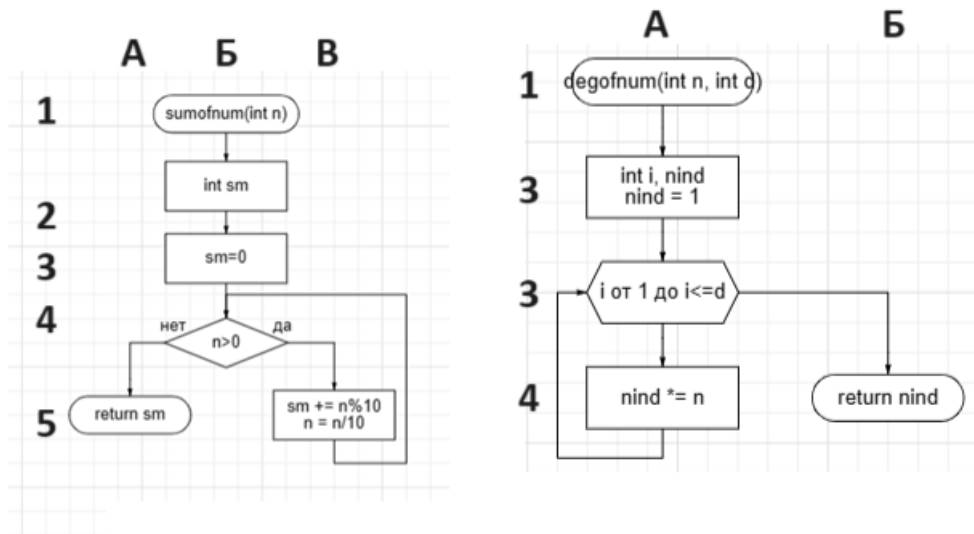 А Б В
1
sumofnum(int n)
int sm
2
sm=0
3
4
нет
да
n>0
sm += n%10
n = n/10
return sm
5
А Б
1
degofnum(int n, int d)
int i, nind
nind = 1
3
3
i от 1 до i<=d
4
nind *= n
return nind